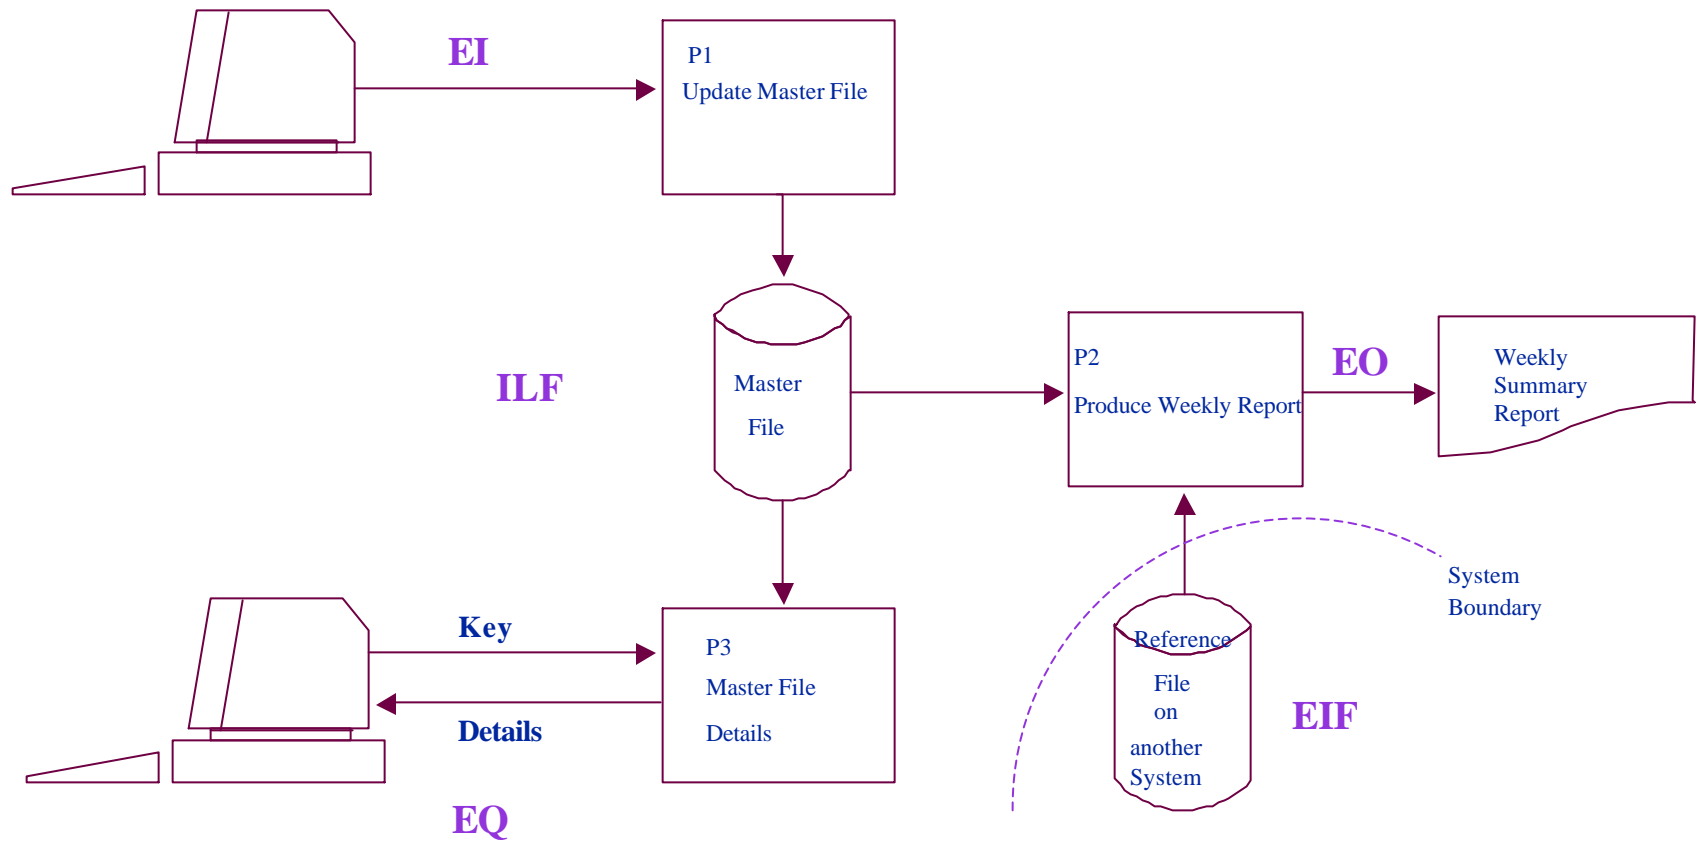 EI
P1
Update Master File
ILF
Master
File
P2
Produce Weekly Report
EO
Weekly
Summary
Report
Key
Details
EQ
P3
Master File
Details
Reference
File
on
another
System
EIF
System
Boundary